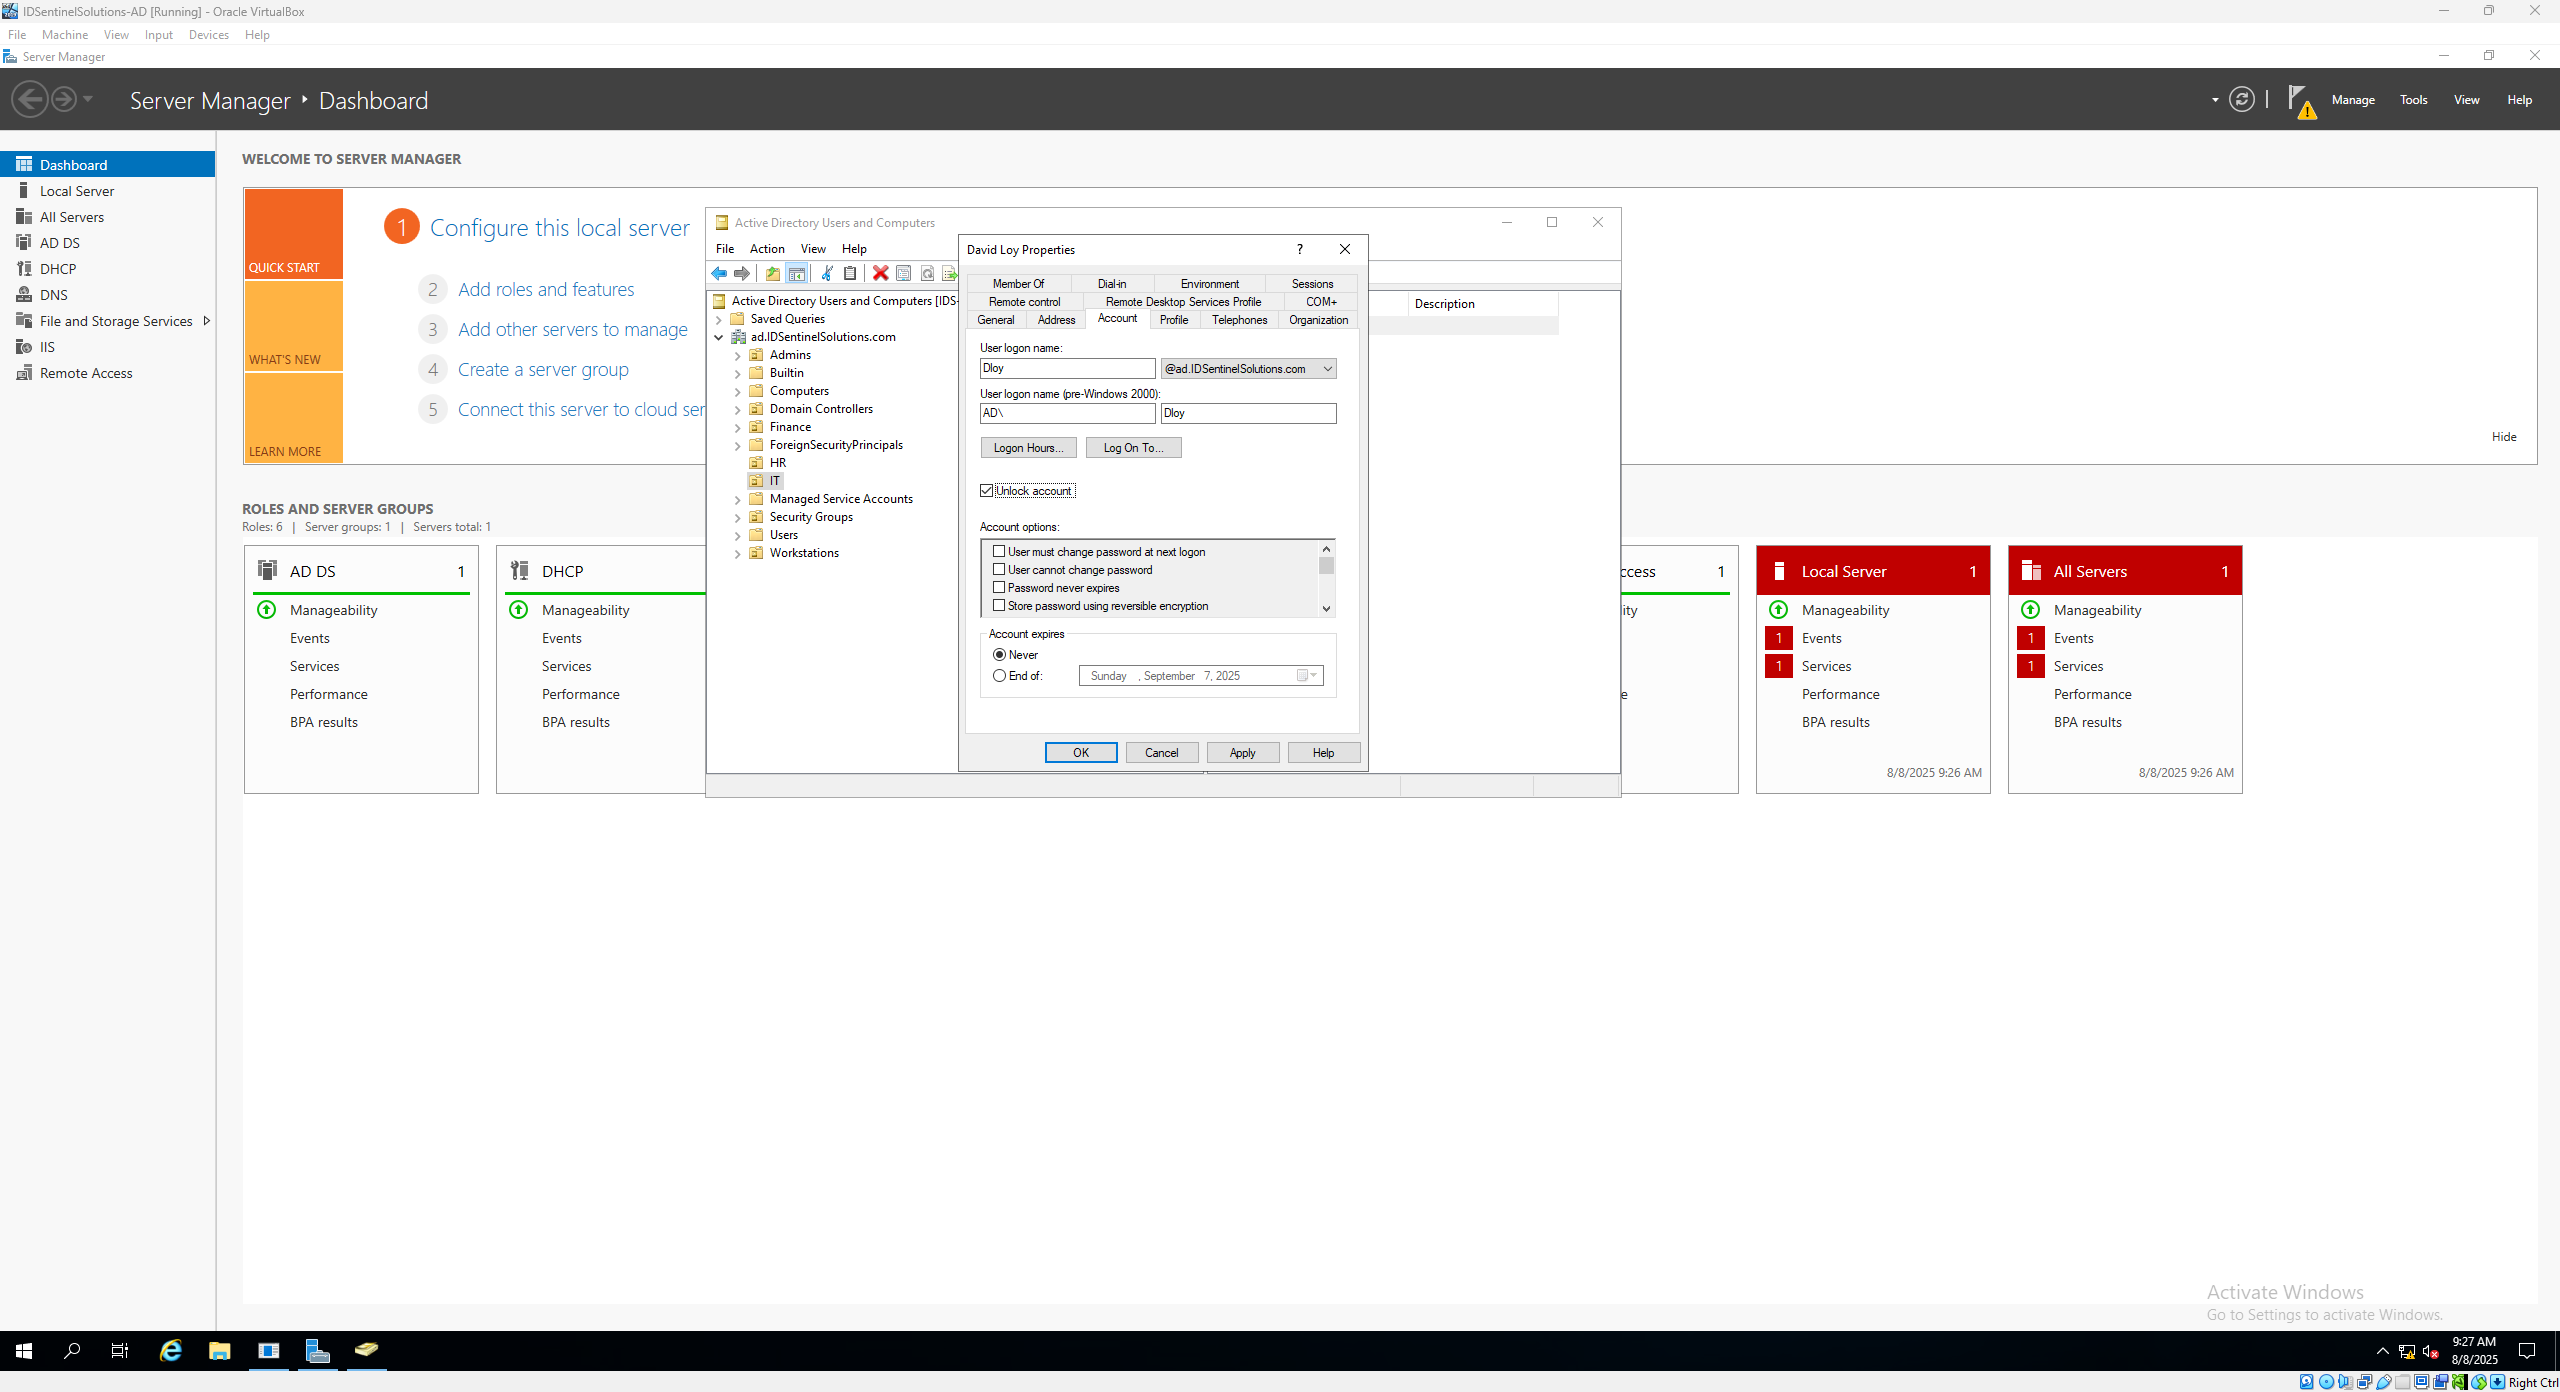 IDSentinelSolutions-AD [Running] - Oracle VirtualBox
File Machine View Input Devices Help
Server Manager
Server Manager Dashboard
Manage Tools View Help
Dashboard
Local Server
All Servers
AD DS
DHCP
DNS
File and Storage Services
IIS
Remote Access
WELCOME TO SERVER MANAGER
QUICK START
WHAT'S NEW
LEARN MORE
1 Configure this local server
2 Add roles and features
3 Add other servers to manage
4 Create a server group
5 Connect this server to cloud ser
Hide
Active Directory Users and Computers
File Action View Help
Active Directory Users and Computers [IDS-
Saved Queries
ad.IDSentinelSolutions.com
Admins
Builtin
Computers
Domain Controllers
Finance
ForeignSecurityPrincipals
HR
IT
Managed Service Accounts
Security Groups
Users
Workstations
Description
David Loy Properties
?
Member Of Dial-in Environment Sessions
Remote control Remote Desktop Services Profile COM+
General Address Account Profile Telephones Organization
User logon name:
Dloy @ad.IDSentinelSolutions.com
User logon name (pre-Windows 2000):
AD\ Dloy
Logon Hours... Log On To...
Unlock account
Account options:
User must change password at next logon
User cannot change password
Password never expires
Store password using reversible encryption
Account expires
Never
End of: Sunday , September 7, 2025
OK Cancel Apply Help
ROLES AND SERVER GROUPS
Roles: 6 | Server groups: 1 | Servers total: 1
AD DS 1
Manageability
Events
Services
Performance
BPA results
DHCP
Manageability
Events
Services
Performance
BPA results
ccess 1
ity
e
Local Server 1
Manageability
1 Events
1 Services
Performance
BPA results
8/8/2025 9:26 AM
All Servers 1
Manageability
1 Events
1 Services
Performance
BPA results
8/8/2025 9:26 AM
Activate Windows
Go to Settings to activate Windows.
9:27 AM
8/8/2025
Right Ctrl